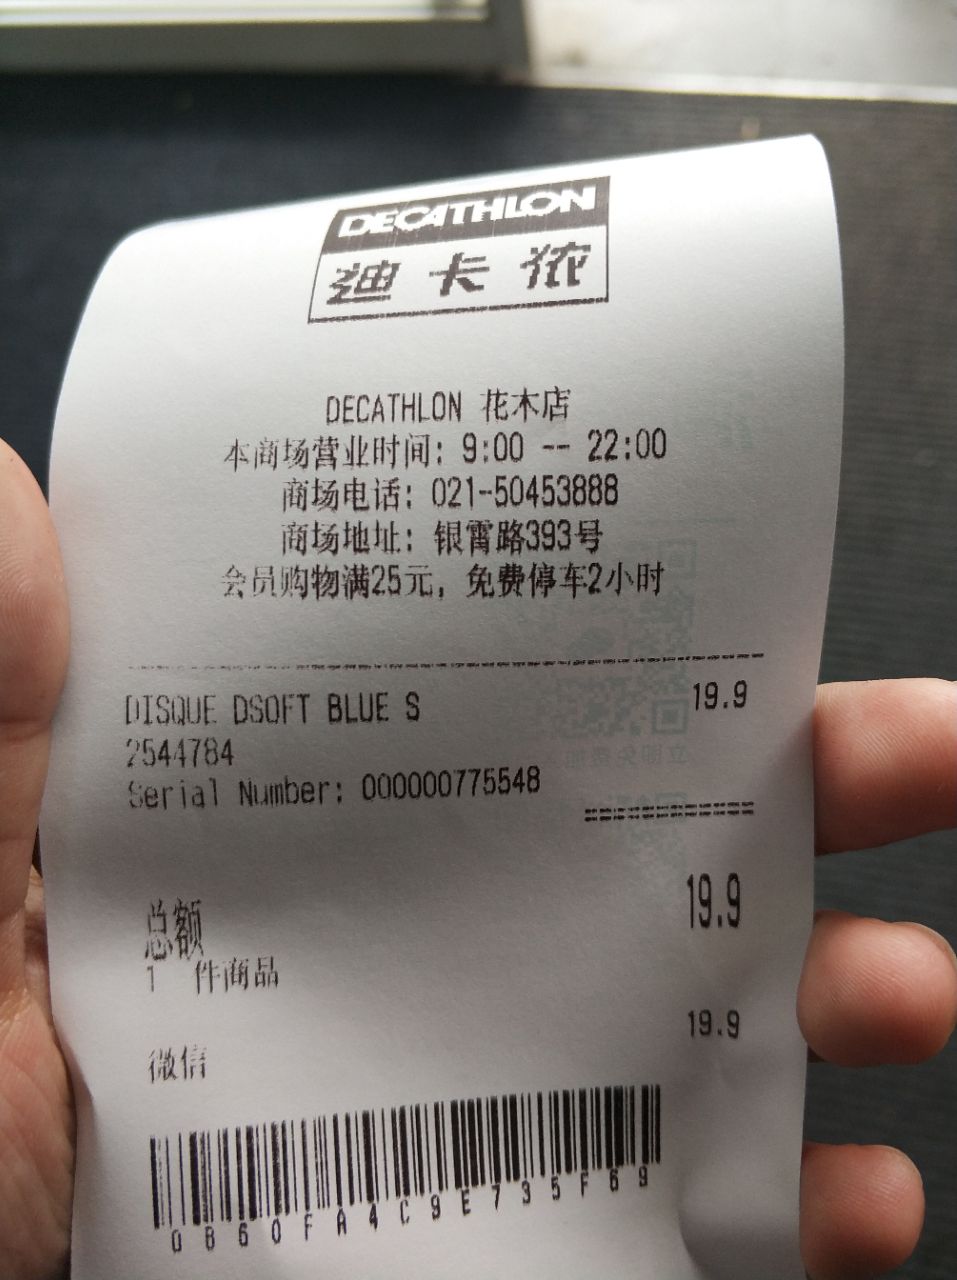 DECATHLON
迪卡侬
DECATHLON 花木店
本商场营业时间: 9:00 -- 22:00
商场电话: 021-50453888
商场地址: 银霄路393号
会员购物满25元, 免费停车2小时
DISQUE DSOFT BLUE S 19.9
2544784
Serial Number: 000000775548
总额 19.9
1 件商品
微信 19.9
0B60FA4C9E735F69